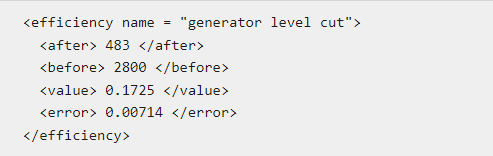 <efficiency name = "generator level cut">
<after> 483 </after>
<before> 2800 </before>
<value> 0.1725 </value>
<error> 0.00714 </error>
</efficiency>